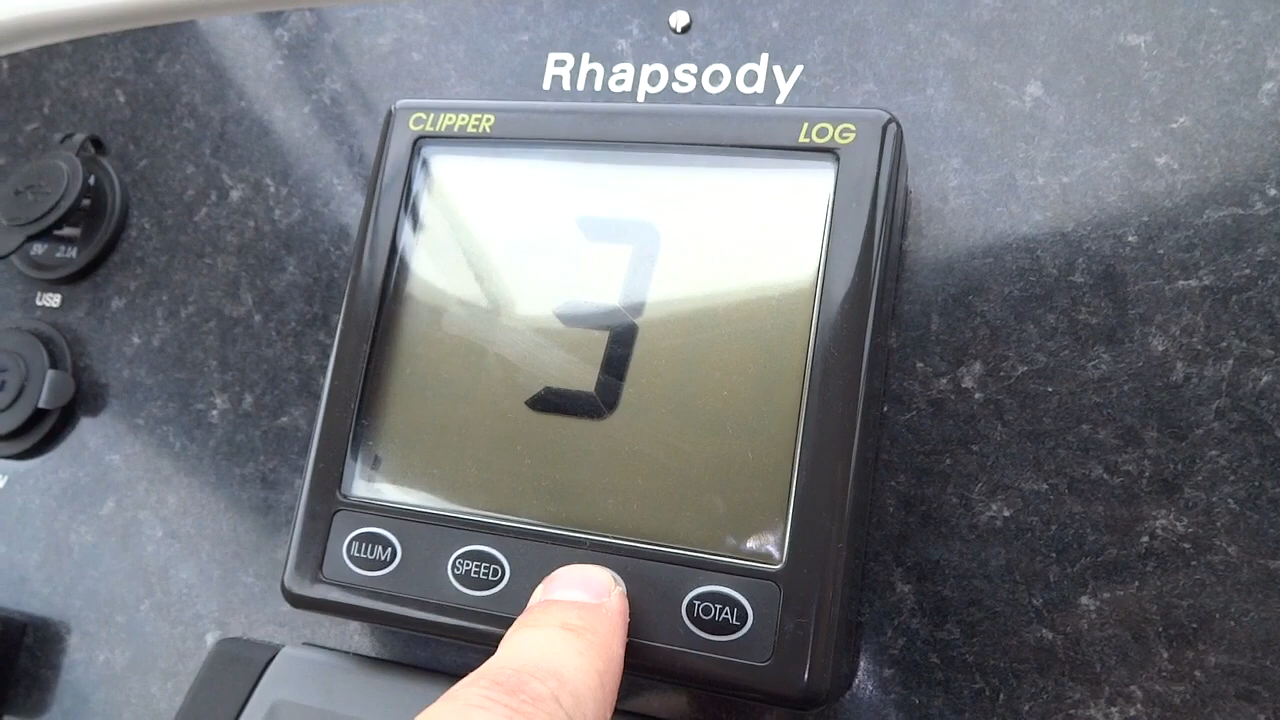 Rhapsody
CLIPPER LOG
3
5V 2.1A
USB
ILLUM SPEED TOTAL